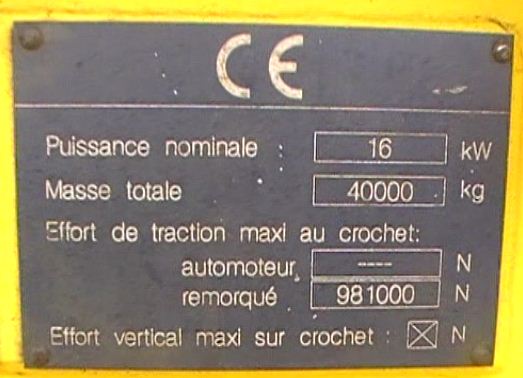 CE
Puissance nominale : 16 kW
Masse totale 40000 kg
Effort de traction maxi au crochet:
automoteur ---- N
remorqué 981000 N
Effort vertical maxi sur crochet : ☒ N